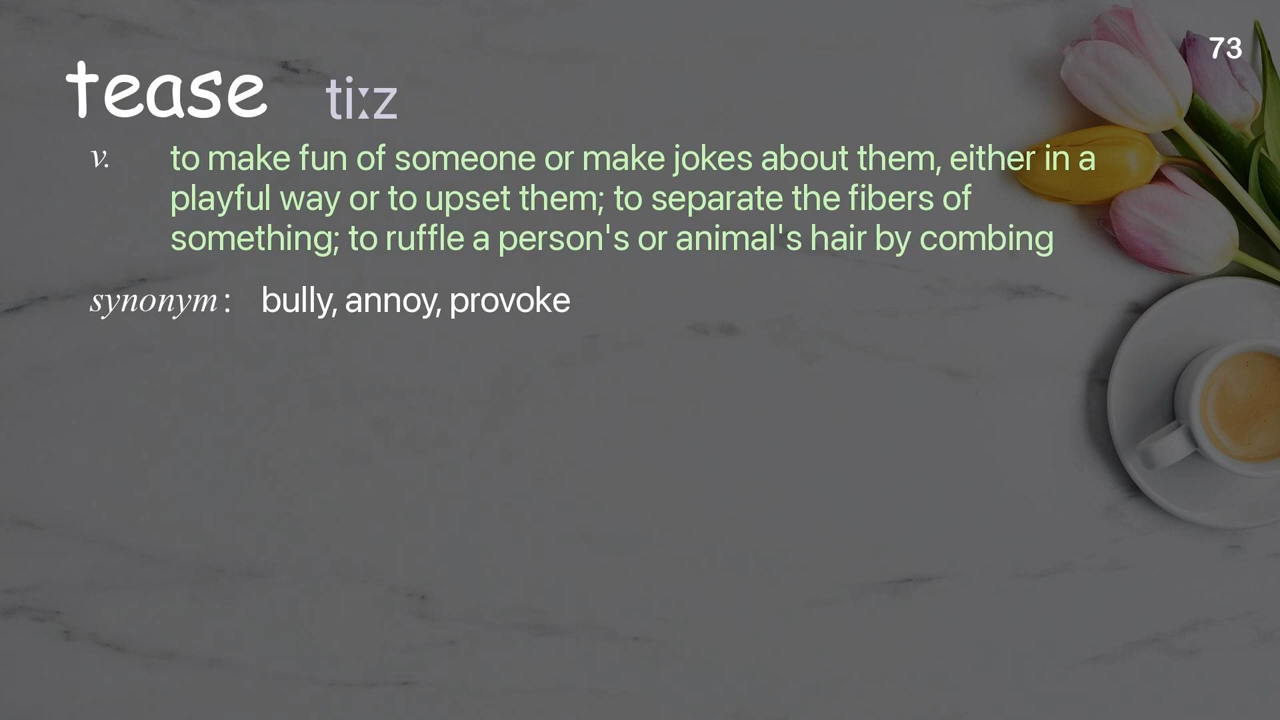 73
tease tiːz
v. to make fun of someone or make jokes about them, either in a
playful way or to upset them; to separate the fibers of
something; to ruffle a person's or animal's hair by combing
synonym: bully, annoy, provoke